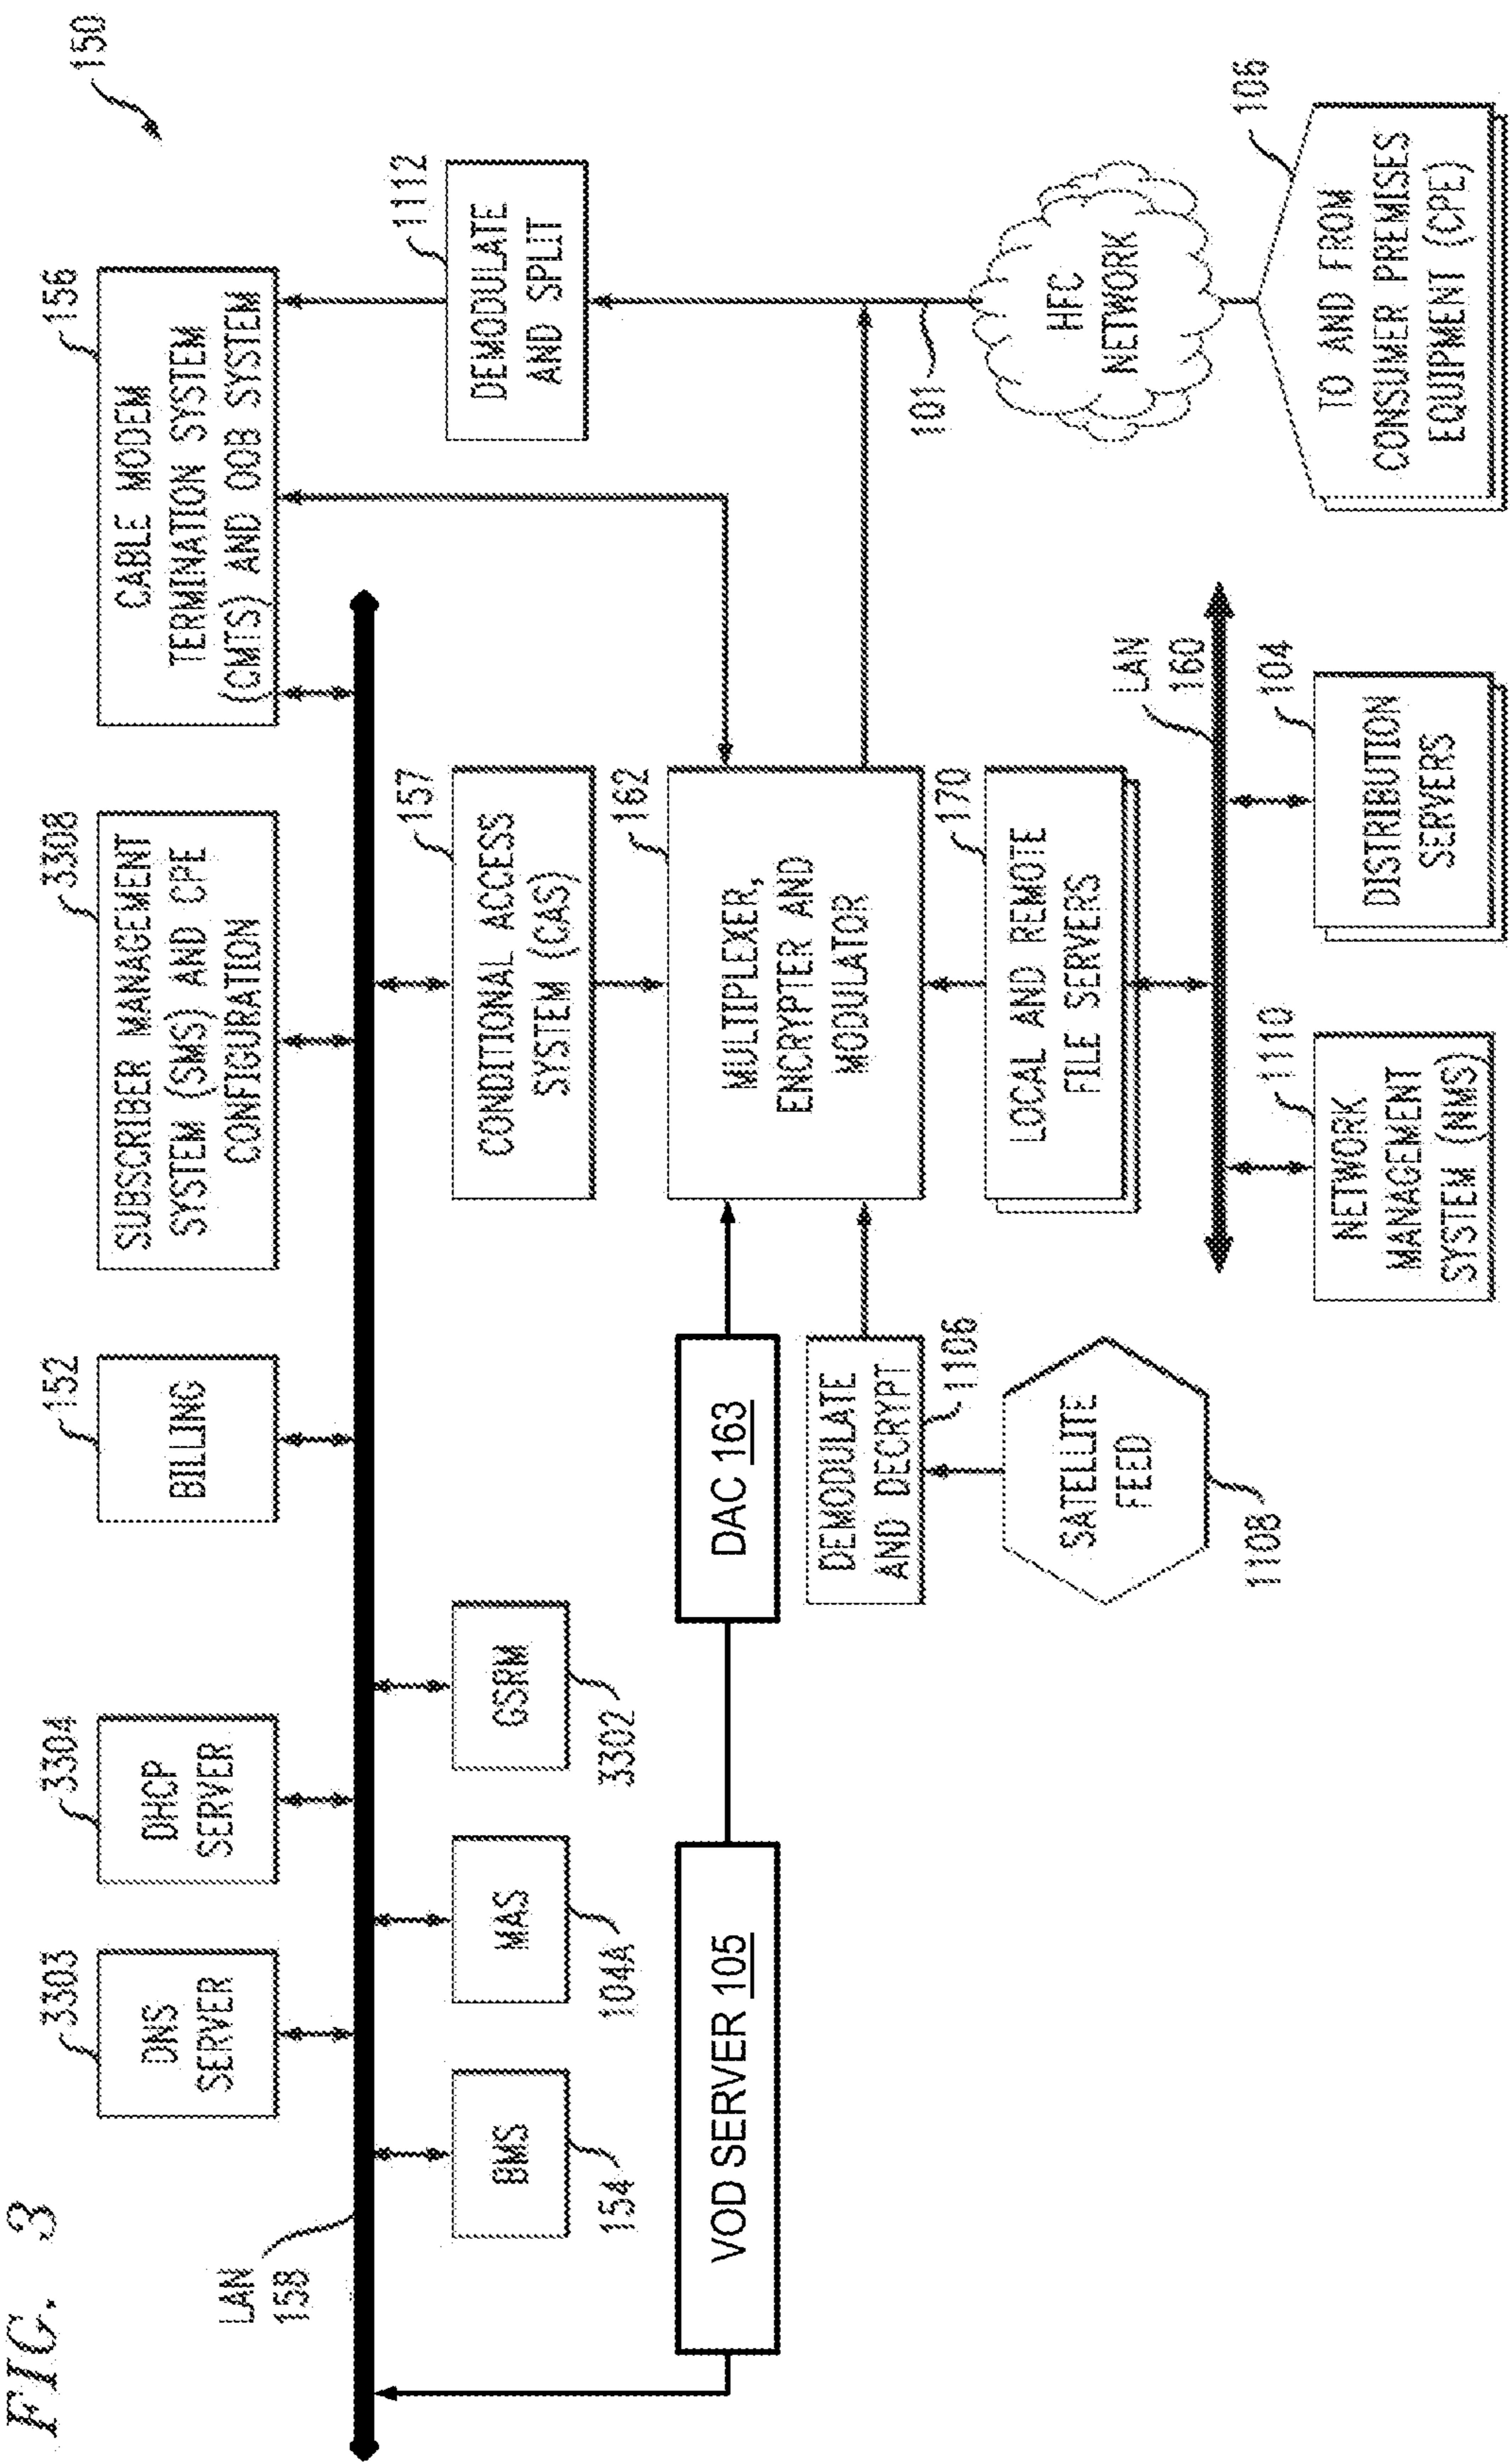 FIG. 3
150
3303
DNS
SERVER
3304
DHCP
SERVER
152
BILLING
3308
SUBSCRIBER MANAGEMENT
SYSTEM (SMS) AND CPE
CONFIGURATION
156
CABLE MODEM
TERMINATION SYSTEM
(CMTS) AND OOB SYSTEM
LAN
158
BMS
154
MAS
104A
GSRM
3302
157
CONDITIONAL ACCESS
SYSTEM (CAS)
1112
DEMODULATE
AND SPLIT
VOD SERVER 105
DAC 163
162
MULTIPLEXER,
ENCRYPTER AND
MODULATOR
DEMODULATE
AND DECRYPT
1106
SATELLITE
FEED
1108
170
LOCAL AND REMOTE
FILE SERVERS
101
HFC
NETWORK
LAN
160
1110
NETWORK
MANAGEMENT
SYSTEM (NMS)
104
DISTRIBUTION
SERVERS
106
TO AND FROM
CONSUMER PREMISES
EQUIPMENT (CPE)